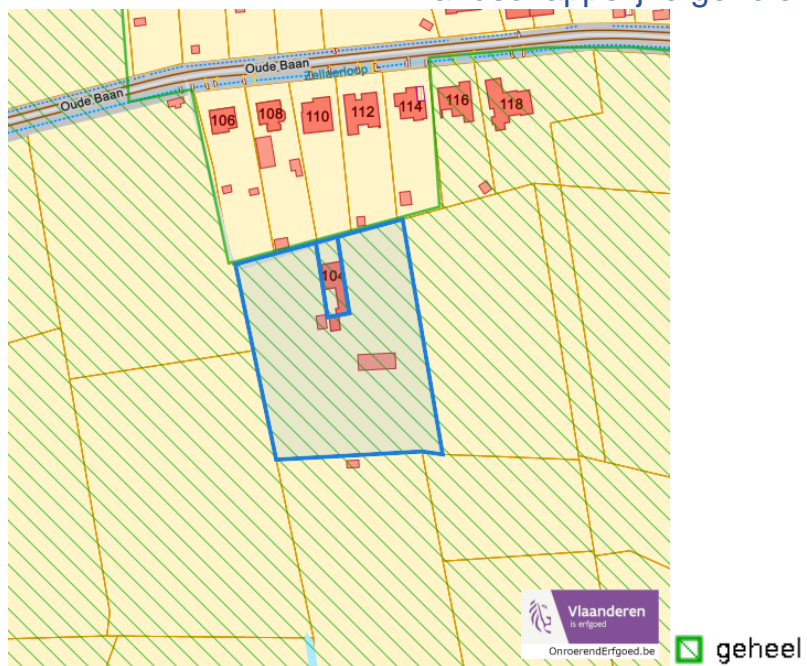 Oude Baan
Zellaerloop
Oude Baan
106
108
110
112
114
116
118
104
Vlaanderen
is erfgoed
OnroerendErfgoed.be
geheel